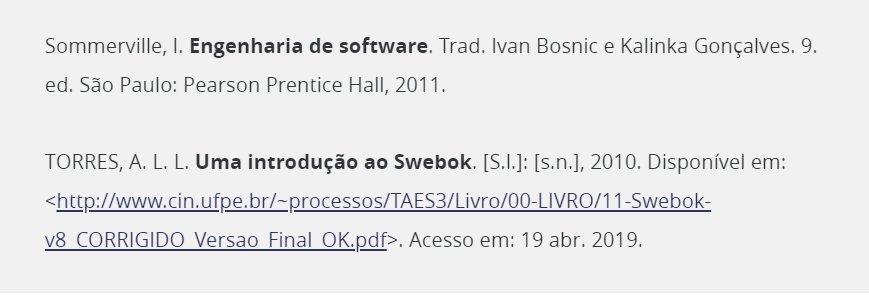 Sommerville, I. Engenharia de software. Trad. Ivan Bosnic e Kalinka Gonçalves. 9.
ed. São Paulo: Pearson Prentice Hall, 2011.
TORRES, A. L. L. Uma introdução ao Swebok. [S.l.]: [s.n.], 2010. Disponível em:
<http://www.cin.ufpe.br/~processos/TAES3/Livro/00-LIVRO/11-Swebok-
v8_CORRIGIDO_Versao_Final_OK.pdf>. Acesso em: 19 abr. 2019.